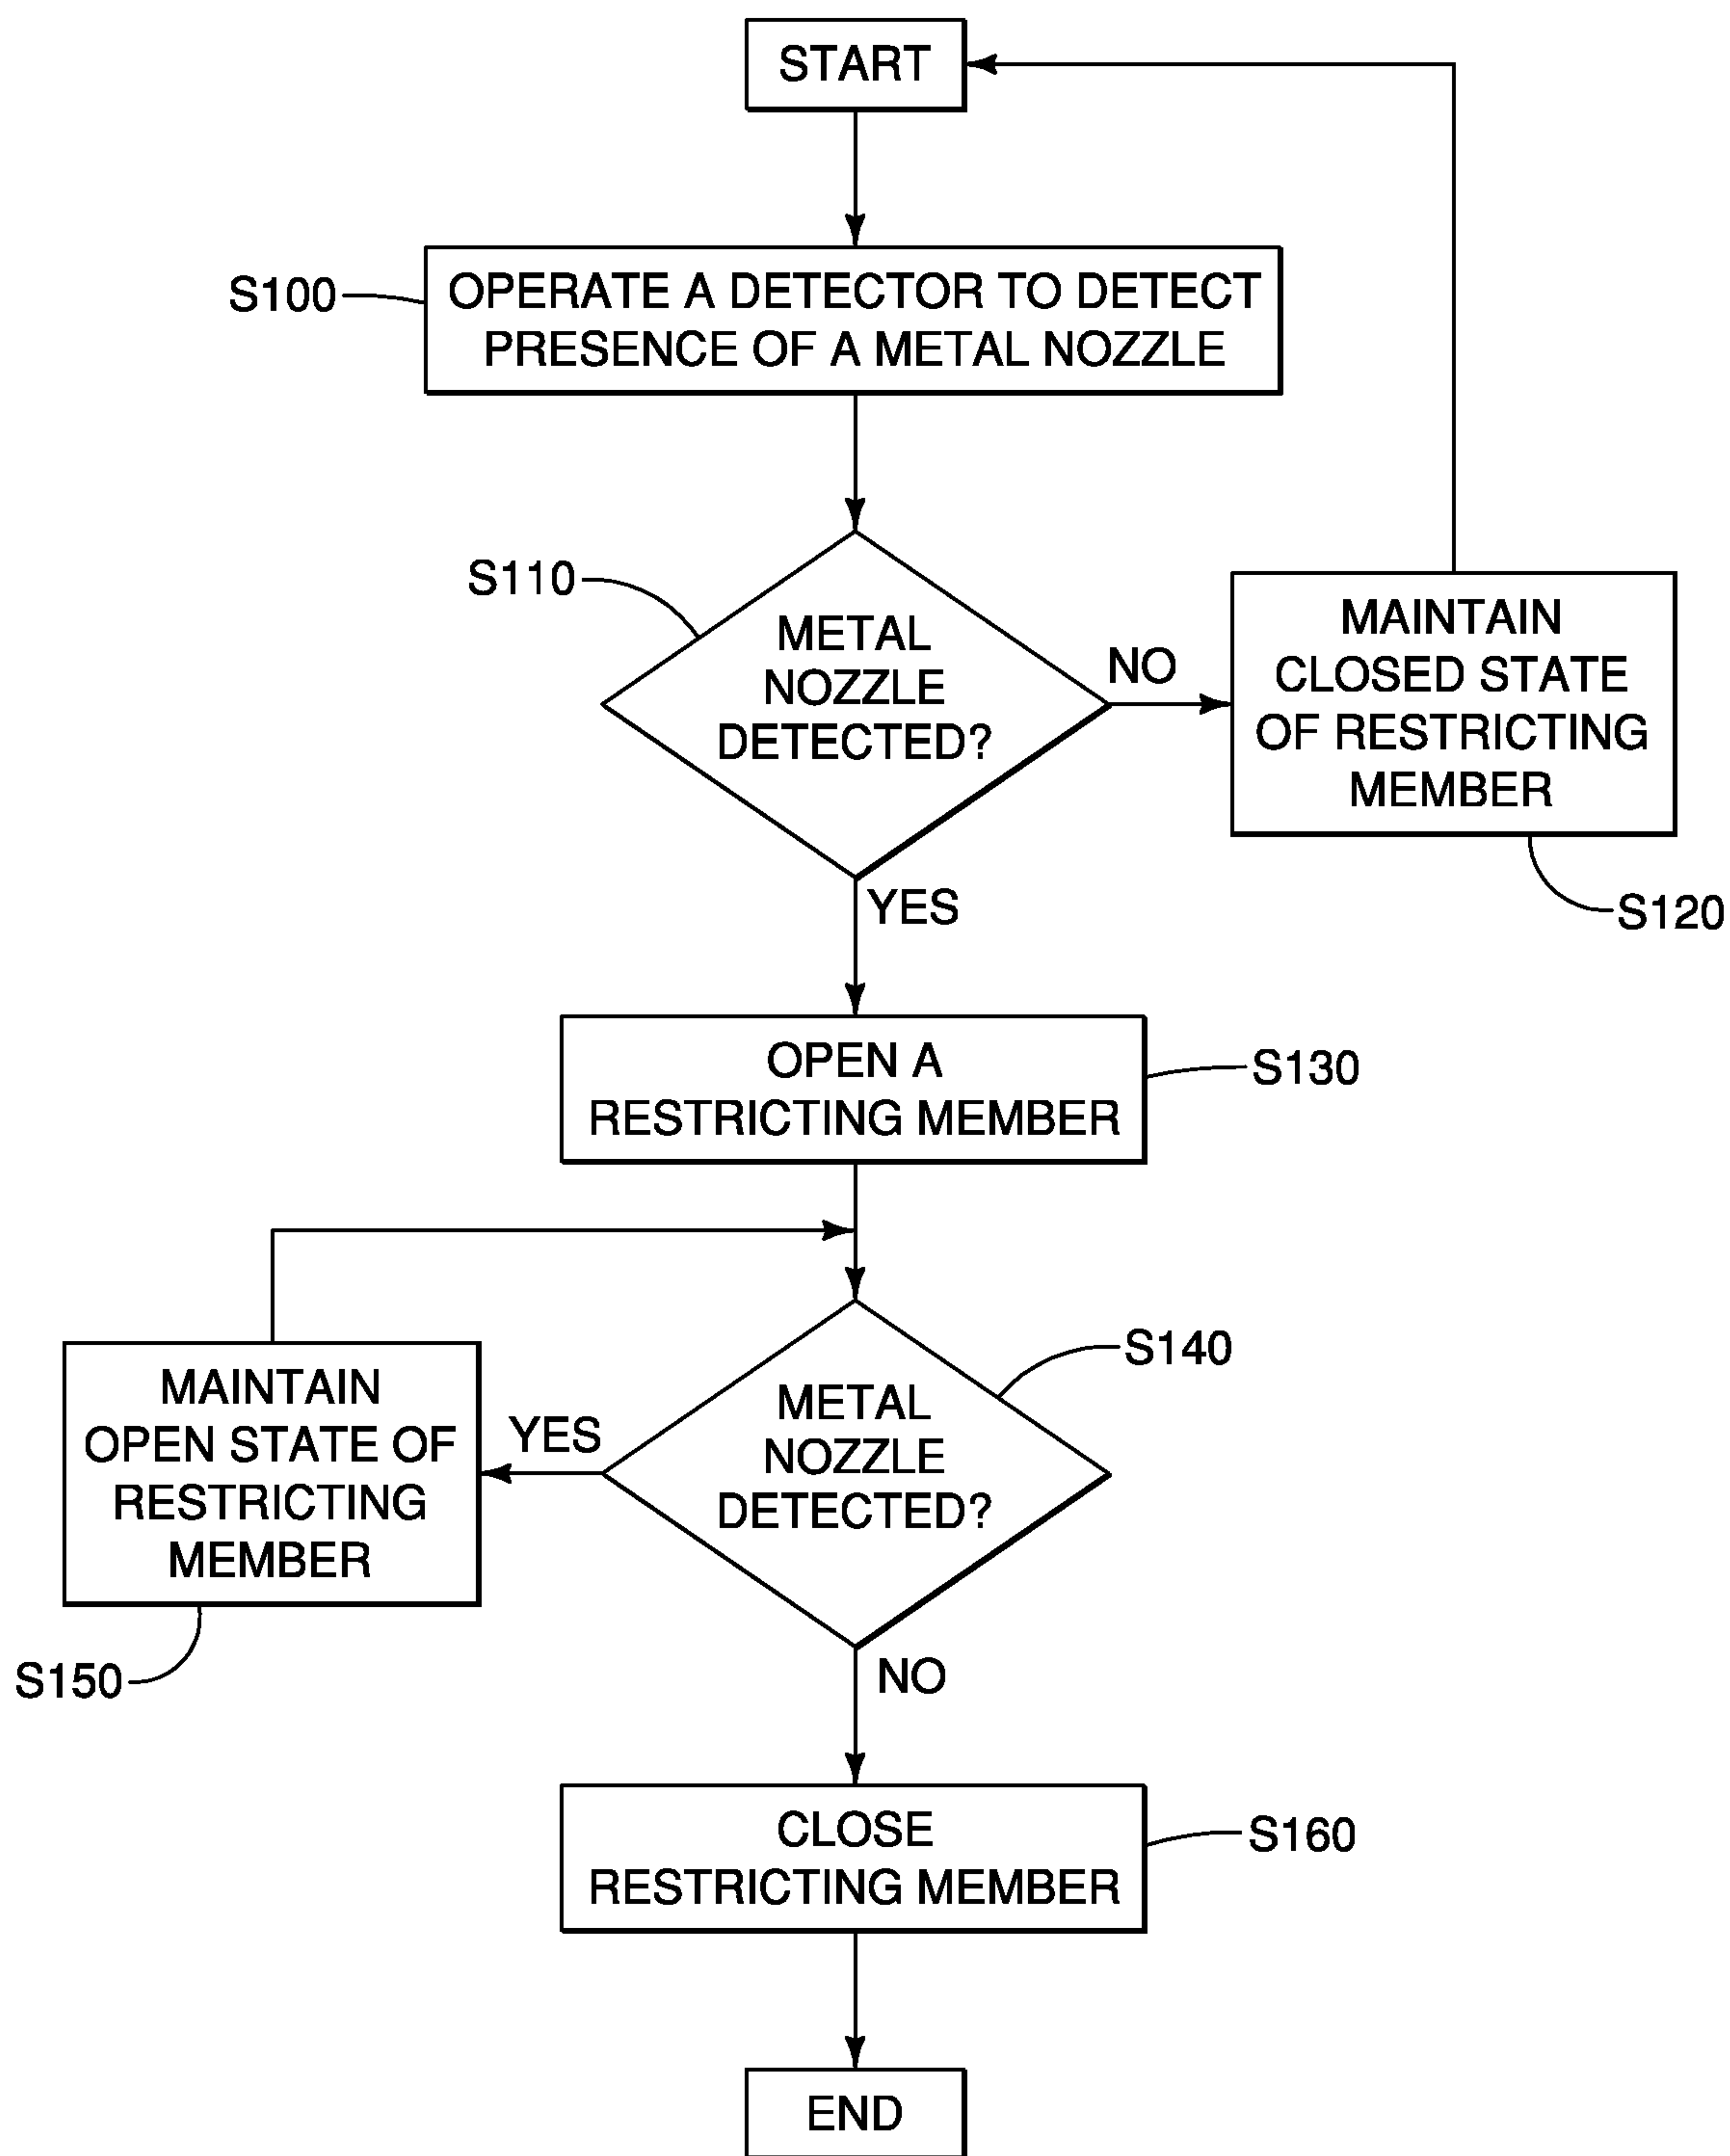 START
S100
OPERATE A DETECTOR TO DETECT
PRESENCE OF A METAL NOZZLE
S110
METAL
NOZZLE
DETECTED?
NO
MAINTAIN
CLOSED STATE
OF RESTRICTING
MEMBER
S120
YES
OPEN A
RESTRICTING MEMBER
S130
S140
METAL
NOZZLE
DETECTED?
YES
MAINTAIN
OPEN STATE OF
RESTRICTING
MEMBER
S150
NO
CLOSE
RESTRICTING MEMBER
S160
END